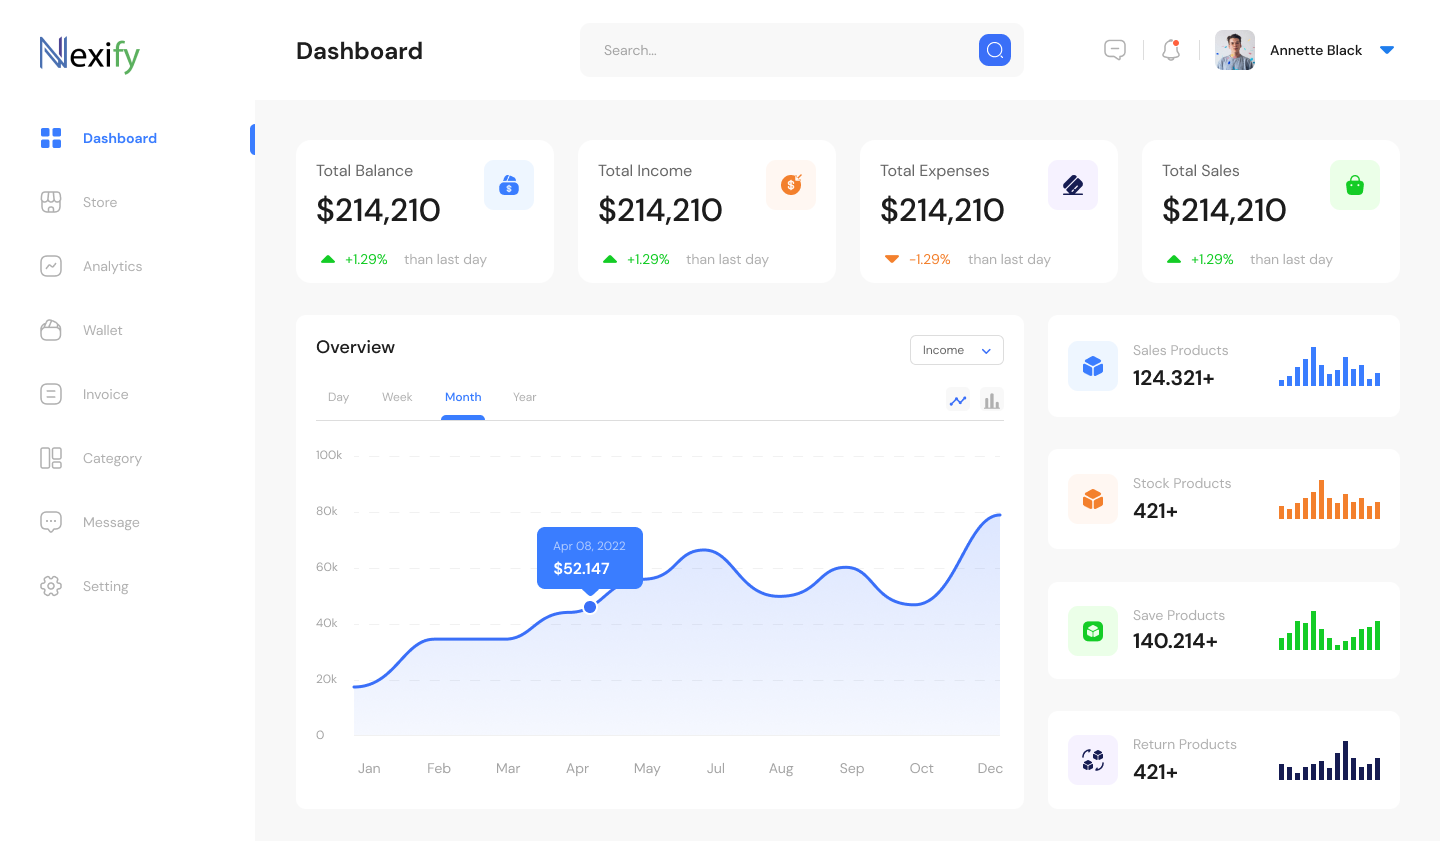 Nexify
Dashboard
Search...
Annette Black
Dashboard
Store
Analytics
Wallet
Invoice
Category
Message
Setting
Total Balance
$214,210
+1.29% than last day
Total Income
$214,210
+1.29% than last day
Total Expenses
$214,210
-1.29% than last day
Total Sales
$214,210
+1.29% than last day
Overview
Income
Day Week Month Year
100k
80k
60k
40k
20k
0
Apr 08, 2022
$52.147
Jan Feb Mar Apr May Jul Aug Sep Oct Dec
Sales Products
124.321+
Stock Products
421+
Save Products
140.214+
Return Products
421+